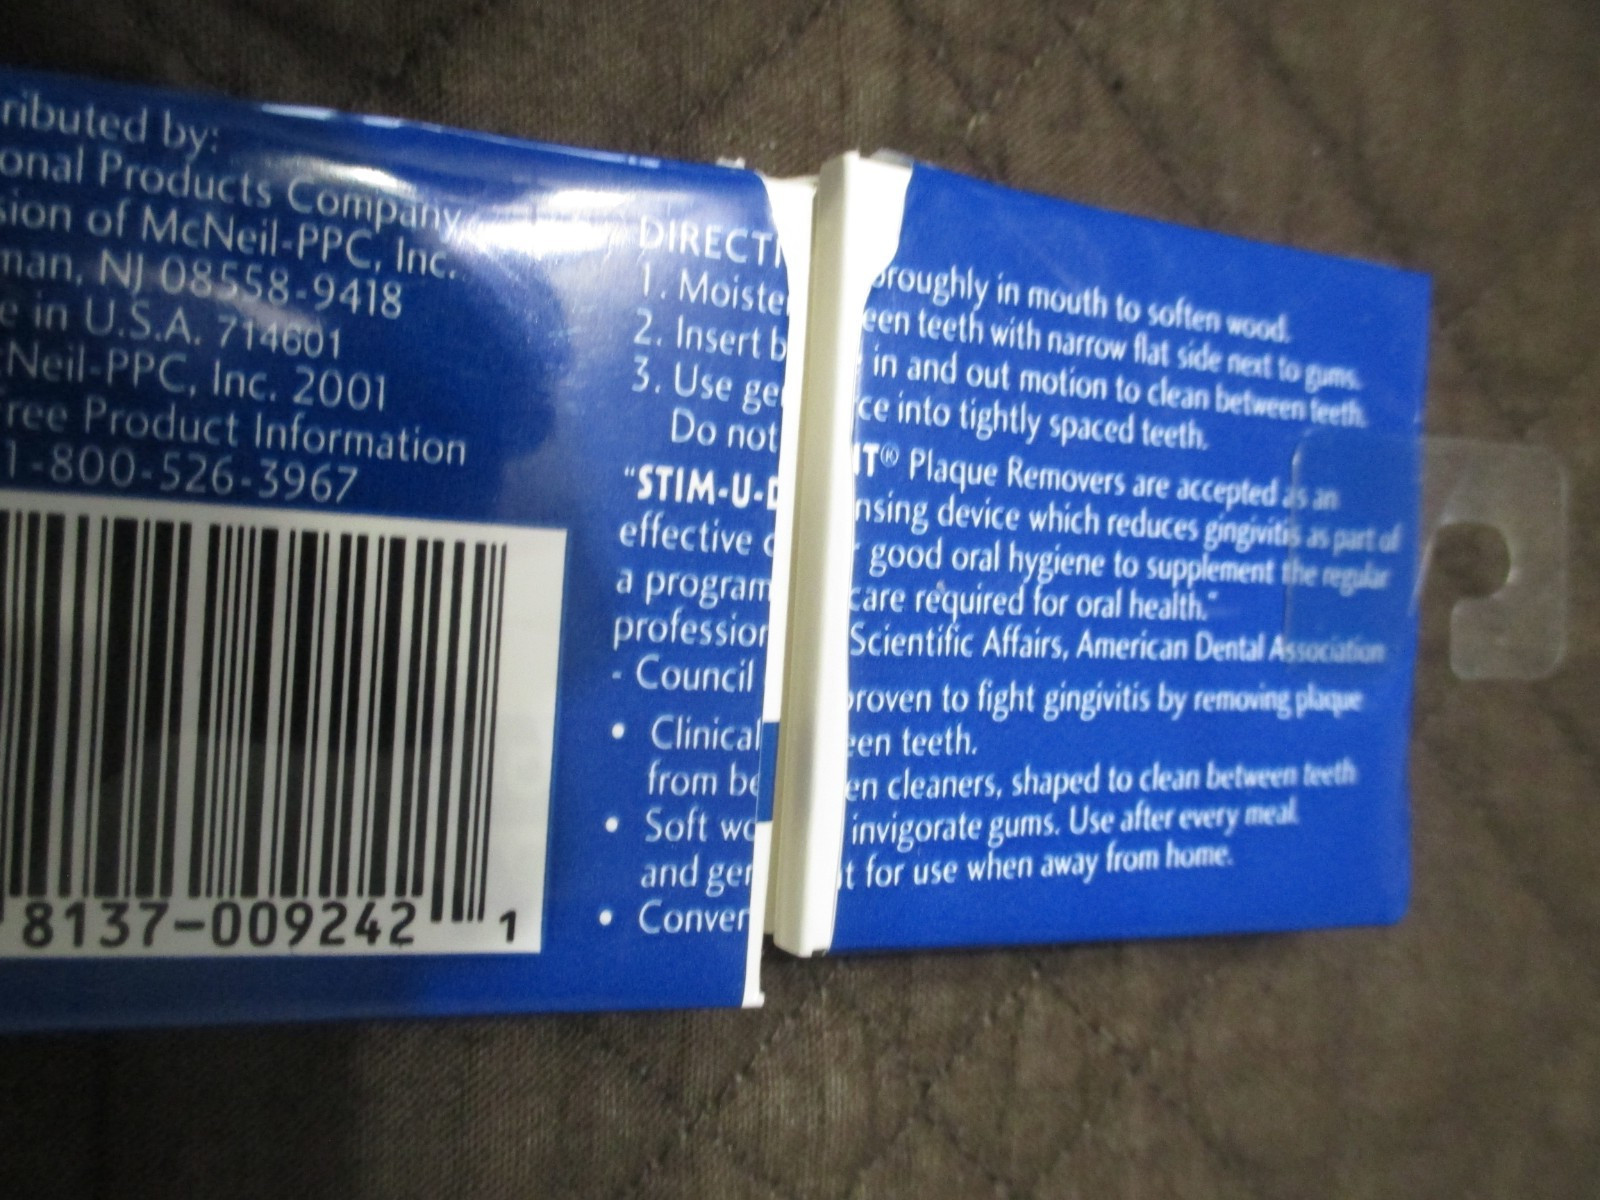 ributed by:
onal Products Company
sion of McNeil-PPC, Inc.
man, NJ 08558-9418
e in U.S.A. 714601
cNeil-PPC, Inc. 2001
ree Product Information
1-800-526-3967
8137-009242 1
DIRECTI
1. Moiste oroughly in mouth to soften wood.
2. Insert b een teeth with narrow flat side next to gums.
3. Use ge in and out motion to clean between teeth.
Do not ce into tightly spaced teeth.
"STIM-U-D IT® Plaque Removers are accepted as an
effective c nsing device which reduces gingivitis as part of
a program r good oral hygiene to supplement the regular
profession care required for oral health."
- Council Scientific Affairs, American Dental Association
• Clinical proven to fight gingivitis by removing plaque
from be een teeth.
• Soft wo en cleaners, shaped to clean between teeth
and gen invigorate gums. Use after every meal.
• Conven t for use when away from home.